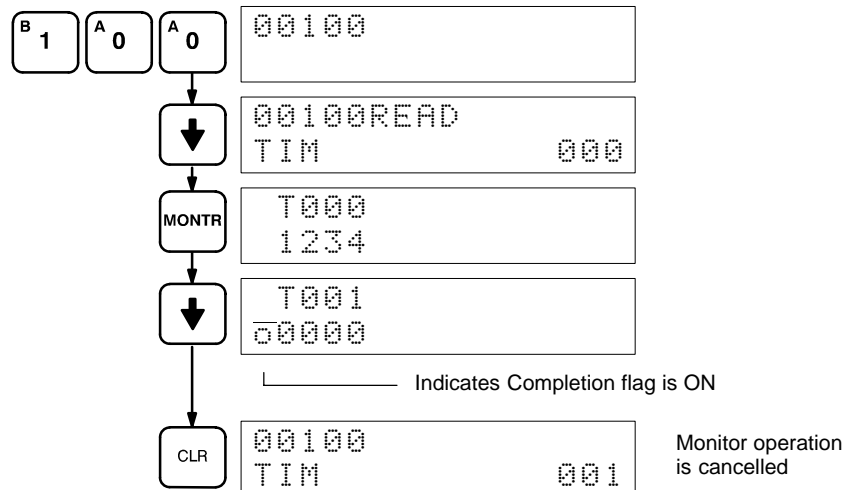 B 1 A 0 A 0 00100
00100READ
TIM 000
MONTR T000
1234
T001
o0000
Indicates Completion flag is ON
CLR 00100
TIM 001
Monitor operation
is cancelled